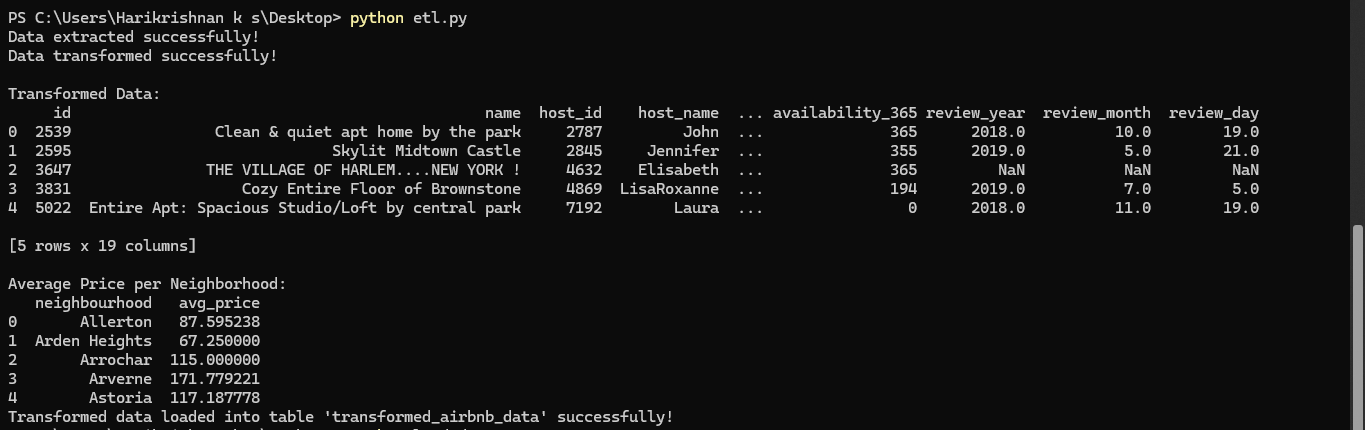 PS C:\Users\Harikrishnan k s\Desktop> python etl.py
Data extracted successfully!
Data transformed successfully!
Transformed Data:
id name host_id host_name ... availability_365 review_year review_month review_day
0 2539 Clean & quiet apt home by the park 2787 John ... 365 2018.0 10.0 19.0
1 2595 Skylit Midtown Castle 2845 Jennifer ... 355 2019.0 5.0 21.0
2 3647 THE VILLAGE OF HARLEM....NEW YORK ! 4632 Elisabeth ... 365 NaN NaN NaN
3 3831 Cozy Entire Floor of Brownstone 4869 LisaRoxanne ... 194 2019.0 7.0 5.0
4 5022 Entire Apt: Spacious Studio/Loft by central park 7192 Laura ... 0 2018.0 11.0 19.0
[5 rows x 19 columns]
Average Price per Neighborhood:
neighbourhood avg_price
0 Allerton 87.595238
1 Arden Heights 67.250000
2 Arrochar 115.000000
3 Arverne 171.779221
4 Astoria 117.187778
Transformed data loaded into table 'transformed_airbnb_data' successfully!